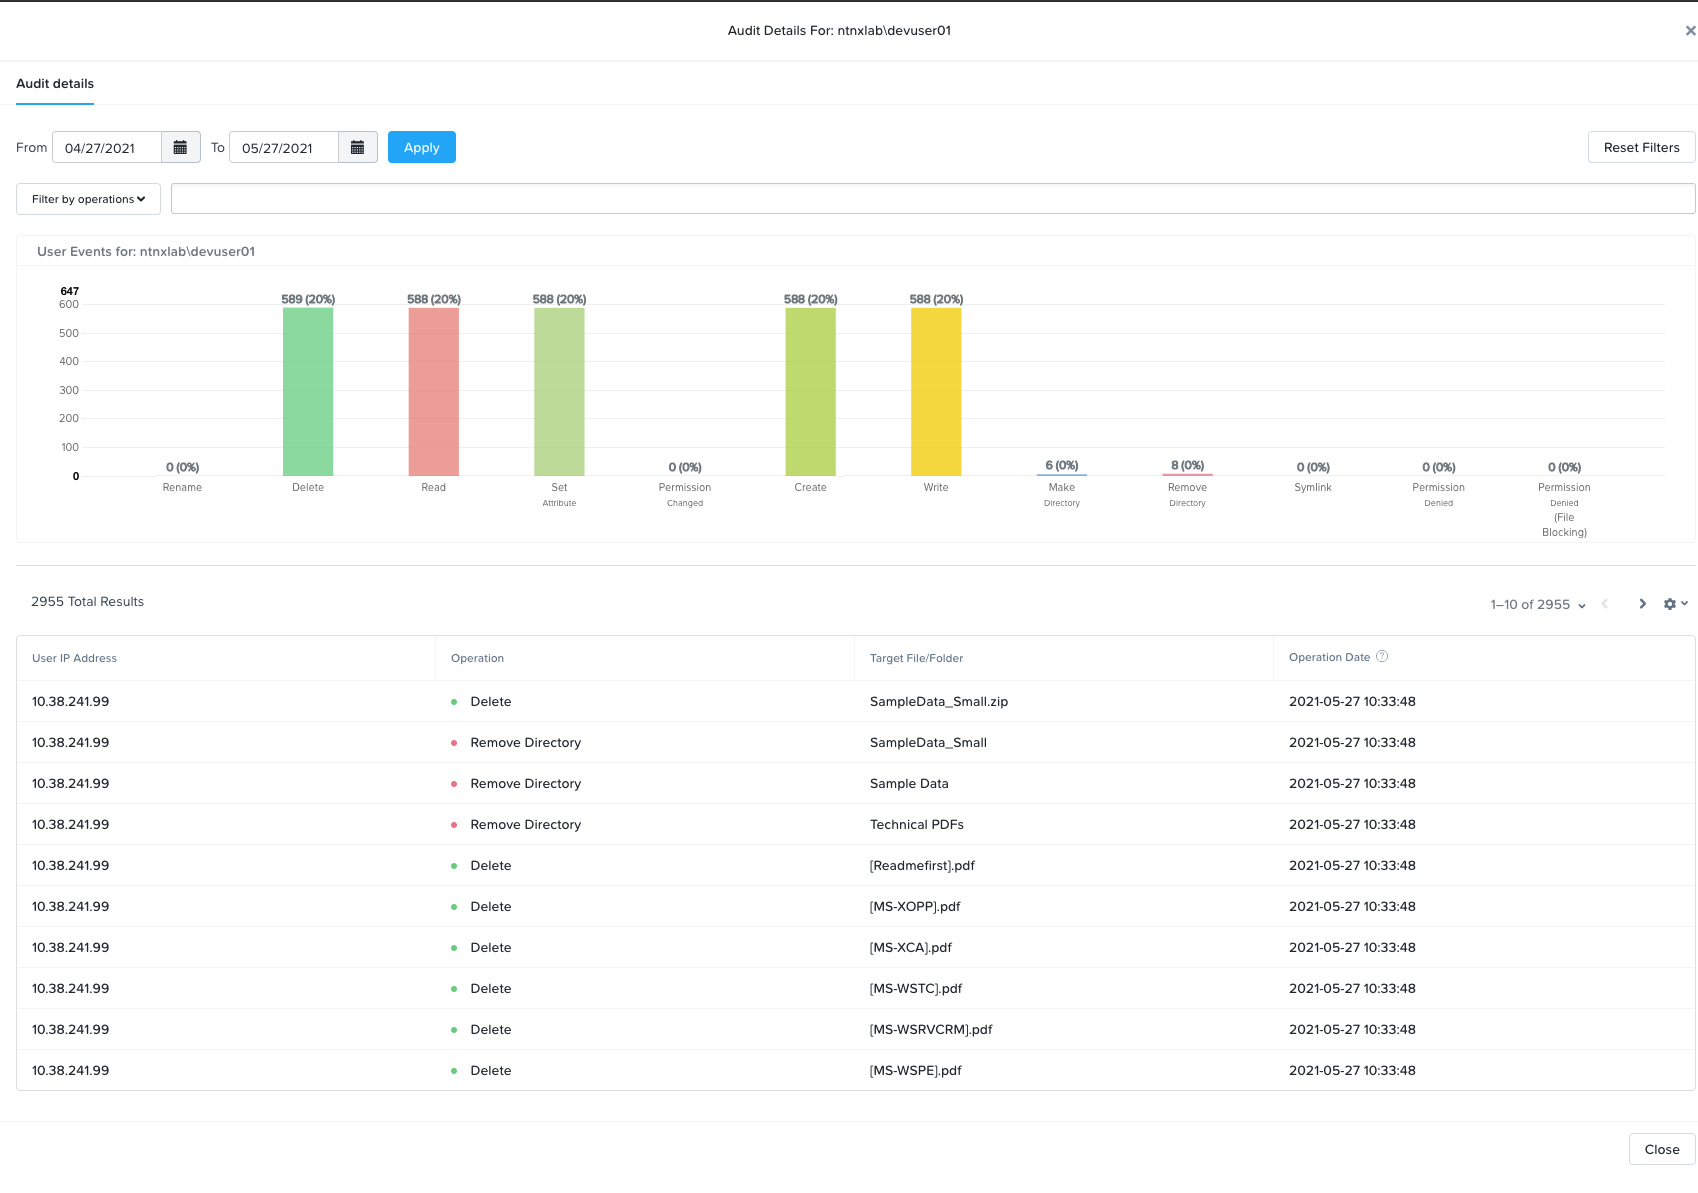 Audit Details For: ntnxlab\devuser01
Audit details
From 04/27/2021 To 05/27/2021 Apply Reset Filters
Filter by operations
User Events for: ntnxlab\devuser01
647
600
500
400
300
200
100
0
0 (0%) 589 (20%) 588 (20%) 588 (20%) 0 (0%) 588 (20%) 588 (20%) 6 (0%) 8 (0%) 0 (0%) 0 (0%) 0 (0%)
Rename Delete Read Set Permission Create Write Make Remove Symlink Permission Permission
Attribute Changed Directory Directory Denied Denied
(File
Blocking)
2955 Total Results 1–10 of 2955
User IP Address Operation Target File/Folder Operation Date ?
10.38.241.99 Delete SampleData_Small.zip 2021-05-27 10:33:48
10.38.241.99 Remove Directory SampleData_Small 2021-05-27 10:33:48
10.38.241.99 Remove Directory Sample Data 2021-05-27 10:33:48
10.38.241.99 Remove Directory Technical PDFs 2021-05-27 10:33:48
10.38.241.99 Delete [Readmefirst].pdf 2021-05-27 10:33:48
10.38.241.99 Delete [MS-XOPP].pdf 2021-05-27 10:33:48
10.38.241.99 Delete [MS-XCA].pdf 2021-05-27 10:33:48
10.38.241.99 Delete [MS-WSTC].pdf 2021-05-27 10:33:48
10.38.241.99 Delete [MS-WSRVCRM].pdf 2021-05-27 10:33:48
10.38.241.99 Delete [MS-WSPE].pdf 2021-05-27 10:33:48
Close